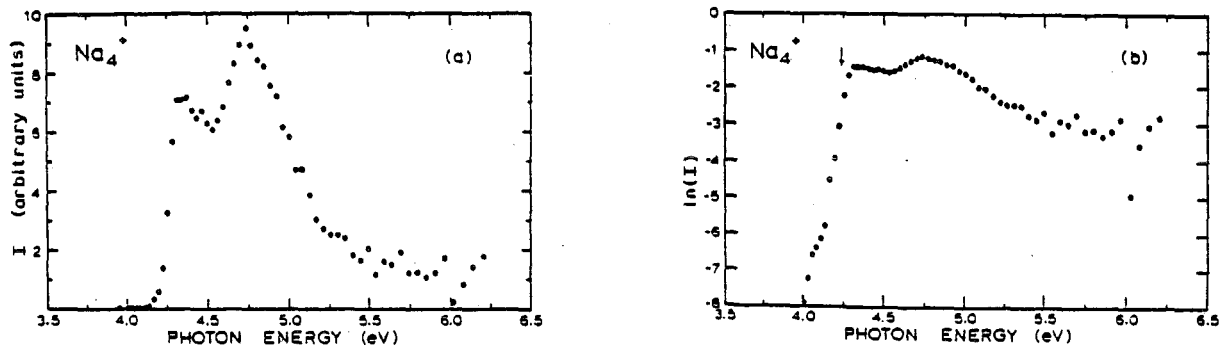 10
8
6
4
2
I (arbitrary units)
Na4+
(a)
3.5 4.0 4.5 5.0 5.5 6.0 6.5
PHOTON ENERGY (eV)
0
-1
-2
-3
-4
-5
-6
-7
-8
ln(I)
Na4+
(b)
3.5 4.0 4.5 5.0 5.5 6.0 6.5
PHOTON ENERGY (eV)